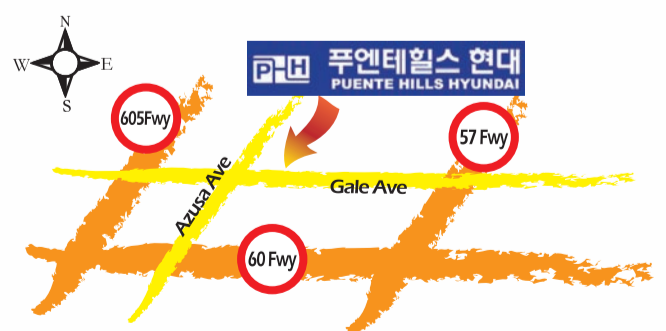 N
W E
S
PH 푸엔테힐스 현대
PUENTE HILLS HYUNDAI
605Fwy
57 Fwy
Azusa Ave
Gale Ave
60 Fwy